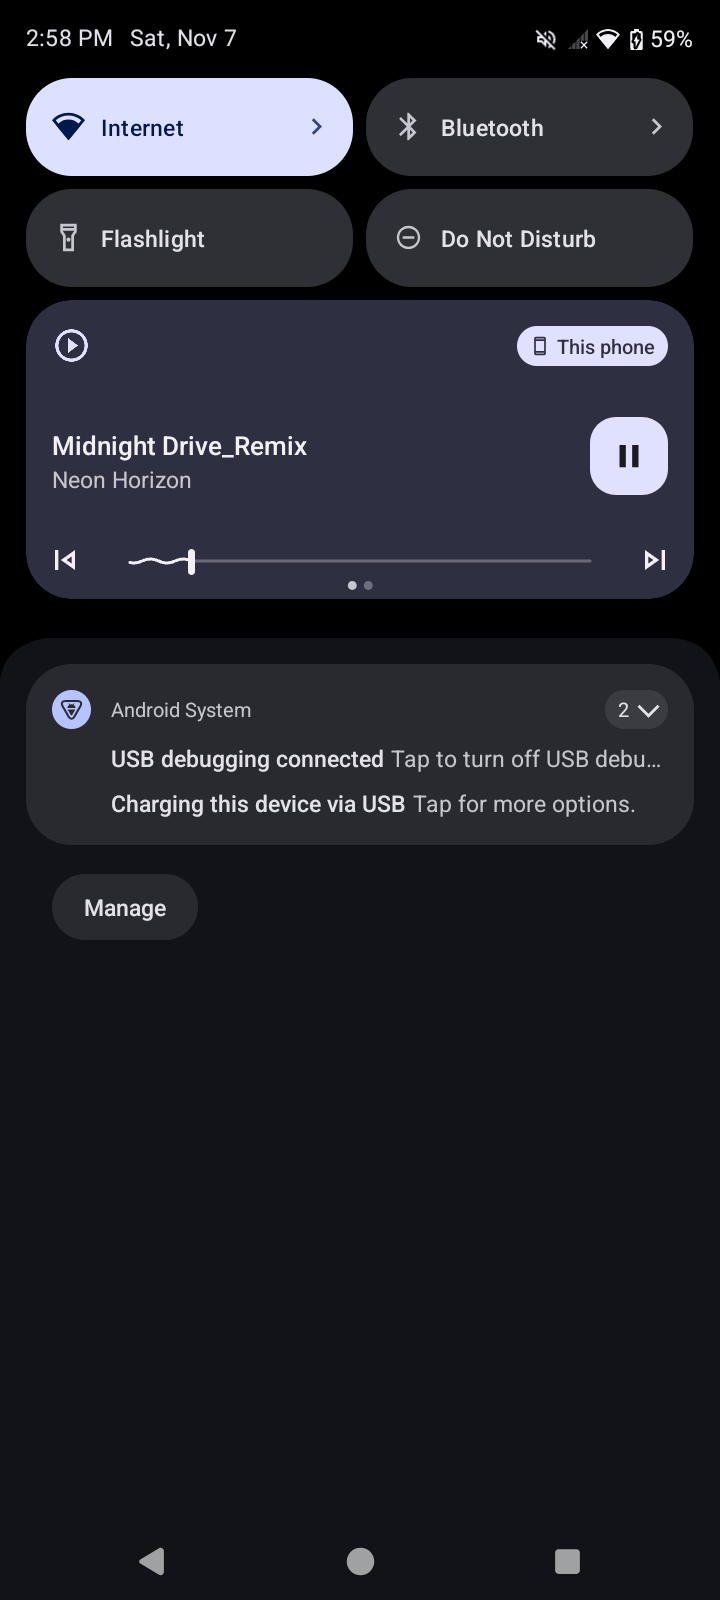 2:58 PM Sat, Nov 7 59%
Internet Bluetooth
Flashlight Do Not Disturb
This phone
Midnight Drive_Remix
Neon Horizon
Android System 2
USB debugging connected Tap to turn off USB debu…
Charging this device via USB Tap for more options.
Manage